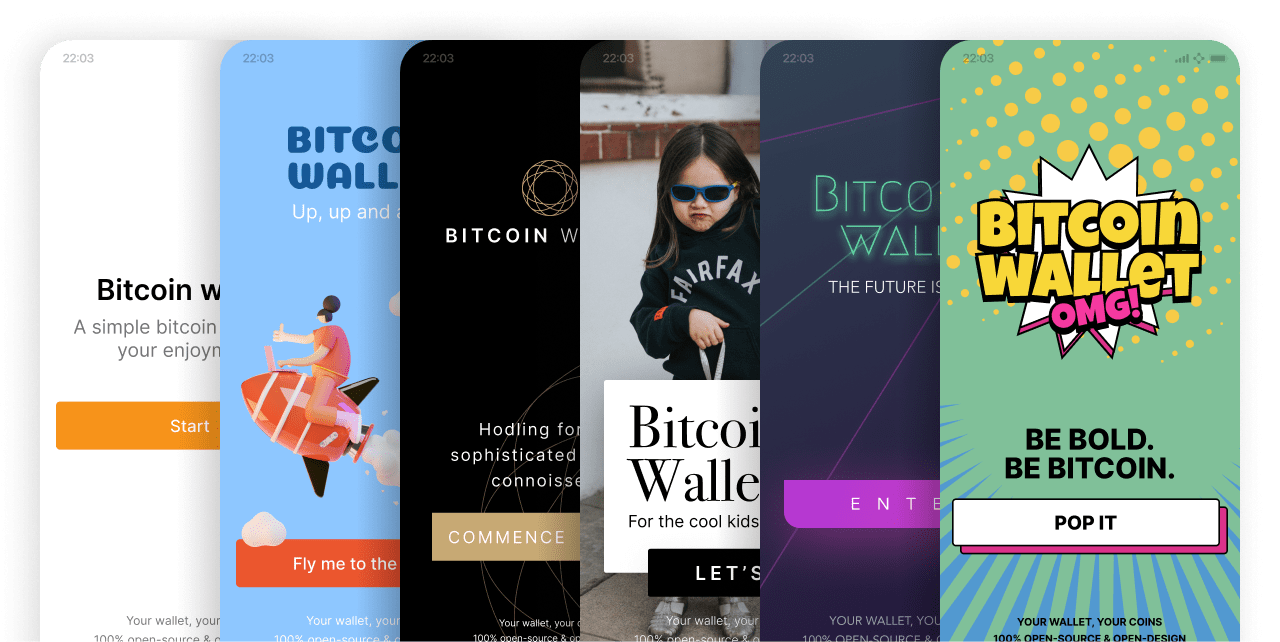 22:03
Bitcoin w
A simple bitcoin
your enjoyn
Start
Your wallet, your
100% open-source & o
22:03
BITCO
WALL
Up, up and a
Fly me to the
Your wallet, you
100% open-source & o
22:03
BITCOIN W
Hodling for
sophisticated
connoisse
COMMENCE
Your wallet, your c
100% open-source &
22:03
FAIRFAX
Bitcoi
Walle
For the cool kids
LET'S
Your wallet, you
100% open-source &
22:03
BITCO
WALL
THE FUTURE IS
ENTE
YOUR WALLET, YOU
100% OPEN-SOURCE &
22:03
BITCOIN
WALLET
OMG!
BE BOLD.
BE BITCOIN.
POP IT
YOUR WALLET, YOUR COINS
100% OPEN-SOURCE & OPEN-DESIGN